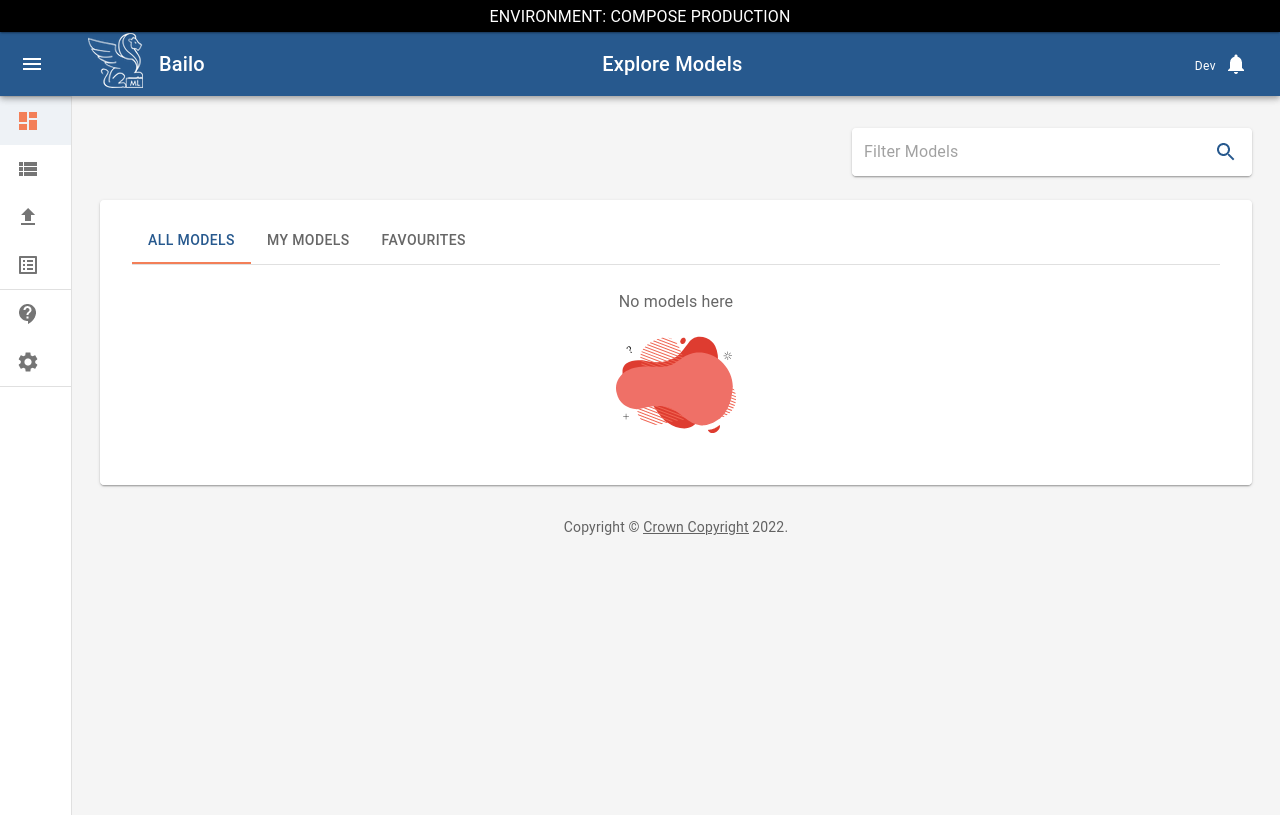 ENVIRONMENT: COMPOSE PRODUCTION
ML
Bailo
Explore Models
Dev
Filter Models
ALL MODELS
MY MODELS
FAVOURITES
No models here
Copyright © Crown Copyright 2022.